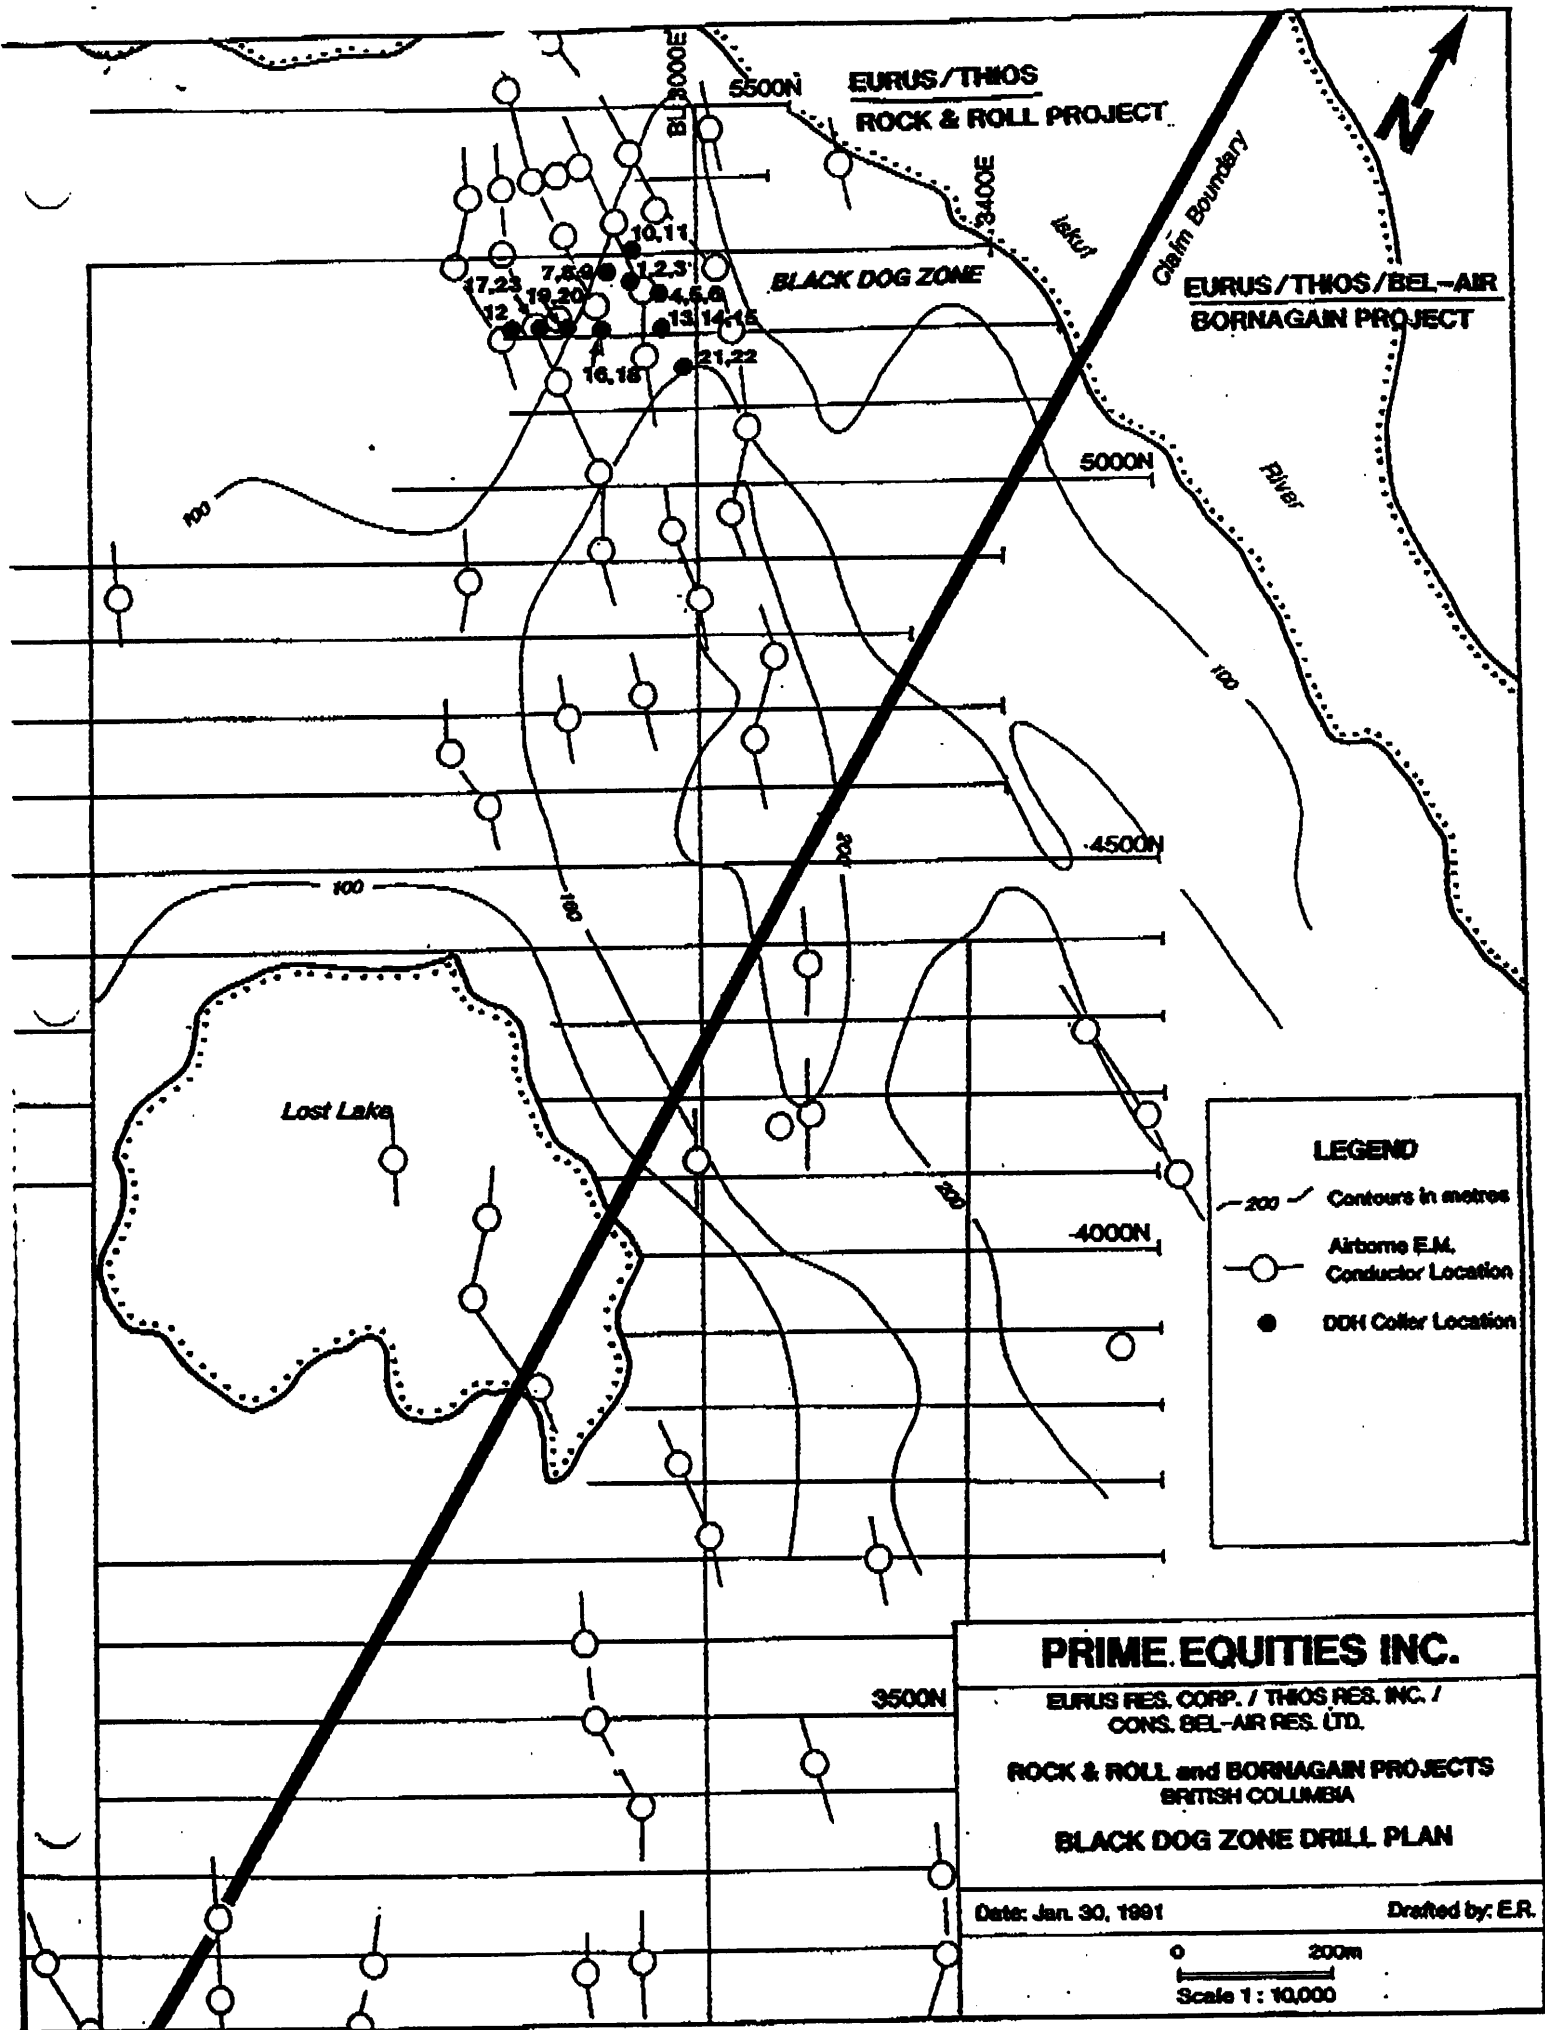 BL 3000E
5500N
EURUS/THIOS
ROCK & ROLL PROJECT
3400E
Iskut
Claim Boundary
N
10,11
17,23
7,8,9
1,2,3
BLACK DOG ZONE
EURUS/THIOS/BEL-AIR
BORNAGAIN PROJECT
19,20
4,5,6
12
13,14,15
16,18
21,22
5000N
River
100
100
4500N
200
100
Lost Lake
200
4000N
LEGEND
200
Contours in metres
Airborne E.M.
Conductor Location
DDH Coller Location
PRIME EQUITIES INC.
3500N
EURUS RES. CORP. / THIOS RES. INC. /
CONS. BEL-AIR RES. LTD.
ROCK & ROLL and BORNAGAIN PROJECTS
BRITISH COLUMBIA
BLACK DOG ZONE DRILL PLAN
Date: Jan. 30, 1991
Drafted by: E.R.
0 200m
Scale 1 : 10,000